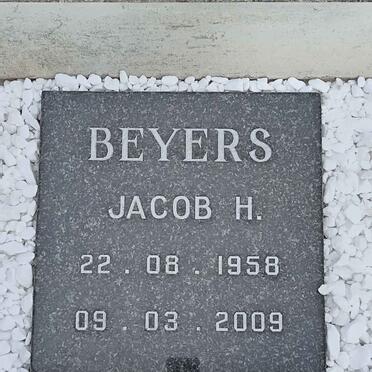 BEYERS
JACOB H.
22 . 08 . 1958
09 . 03 . 2009